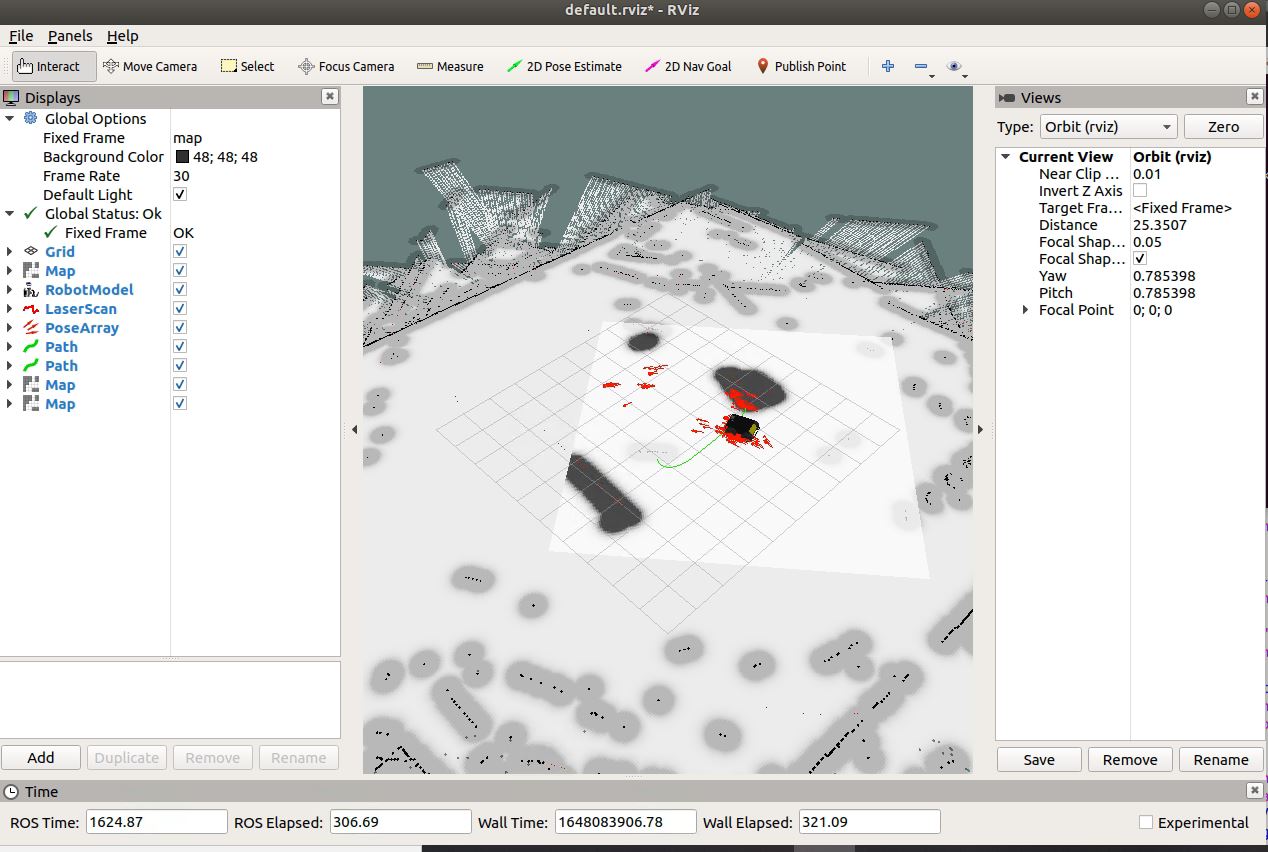 default.rviz* - RViz
File Panels Help
Interact Move Camera Select Focus Camera Measure 2D Pose Estimate 2D Nav Goal Publish Point
Displays
Global Options
Fixed Frame map
Background Color 48; 48; 48
Frame Rate 30
Default Light
Global Status: Ok
Fixed Frame OK
Grid
Map
RobotModel
LaserScan
PoseArray
Path
Path
Map
Map
Add Duplicate Remove Rename
Views
Type: Orbit (rviz) Zero
Current View Orbit (rviz)
Near Clip ... 0.01
Invert Z Axis
Target Fra... <Fixed Frame>
Distance 25.3507
Focal Shap... 0.05
Focal Shap...
Yaw 0.785398
Pitch 0.785398
Focal Point 0; 0; 0
Save Remove Rename
Time
ROS Time: 1624.87 ROS Elapsed: 306.69 Wall Time: 1648083906.78 Wall Elapsed: 321.09 Experimental